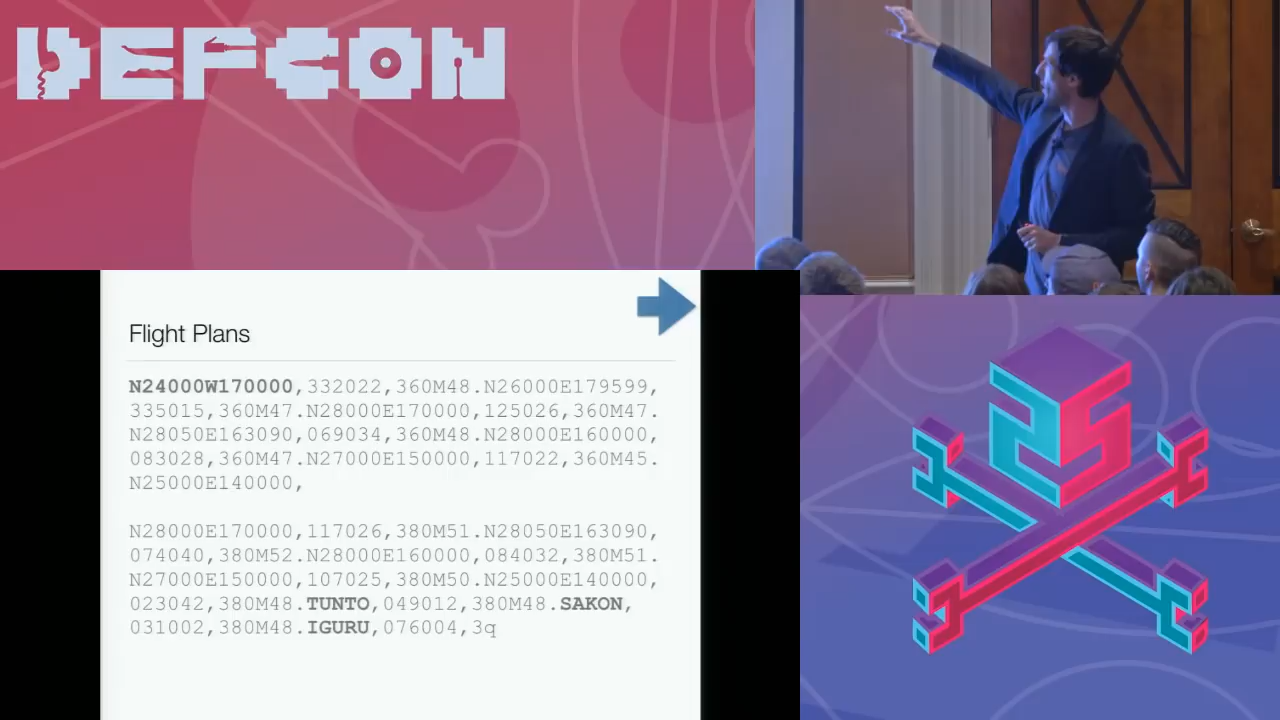 DEFCON
Flight Plans
N24000W170000,332022,360M48.N26000E179599,
335015,360M47.N28000E170000,125026,360M47.
N28050E163090,069034,360M48.N28000E160000,
083028,360M47.N27000E150000,117022,360M45.
N25000E140000,
N28000E170000,117026,380M51.N28050E163090,
074040,380M52.N28000E160000,084032,380M51.
N27000E150000,107025,380M50.N25000E140000,
023042,380M48.TUNTO,049012,380M48.SAKON,
031002,380M48.IGURU,076004,3q
25